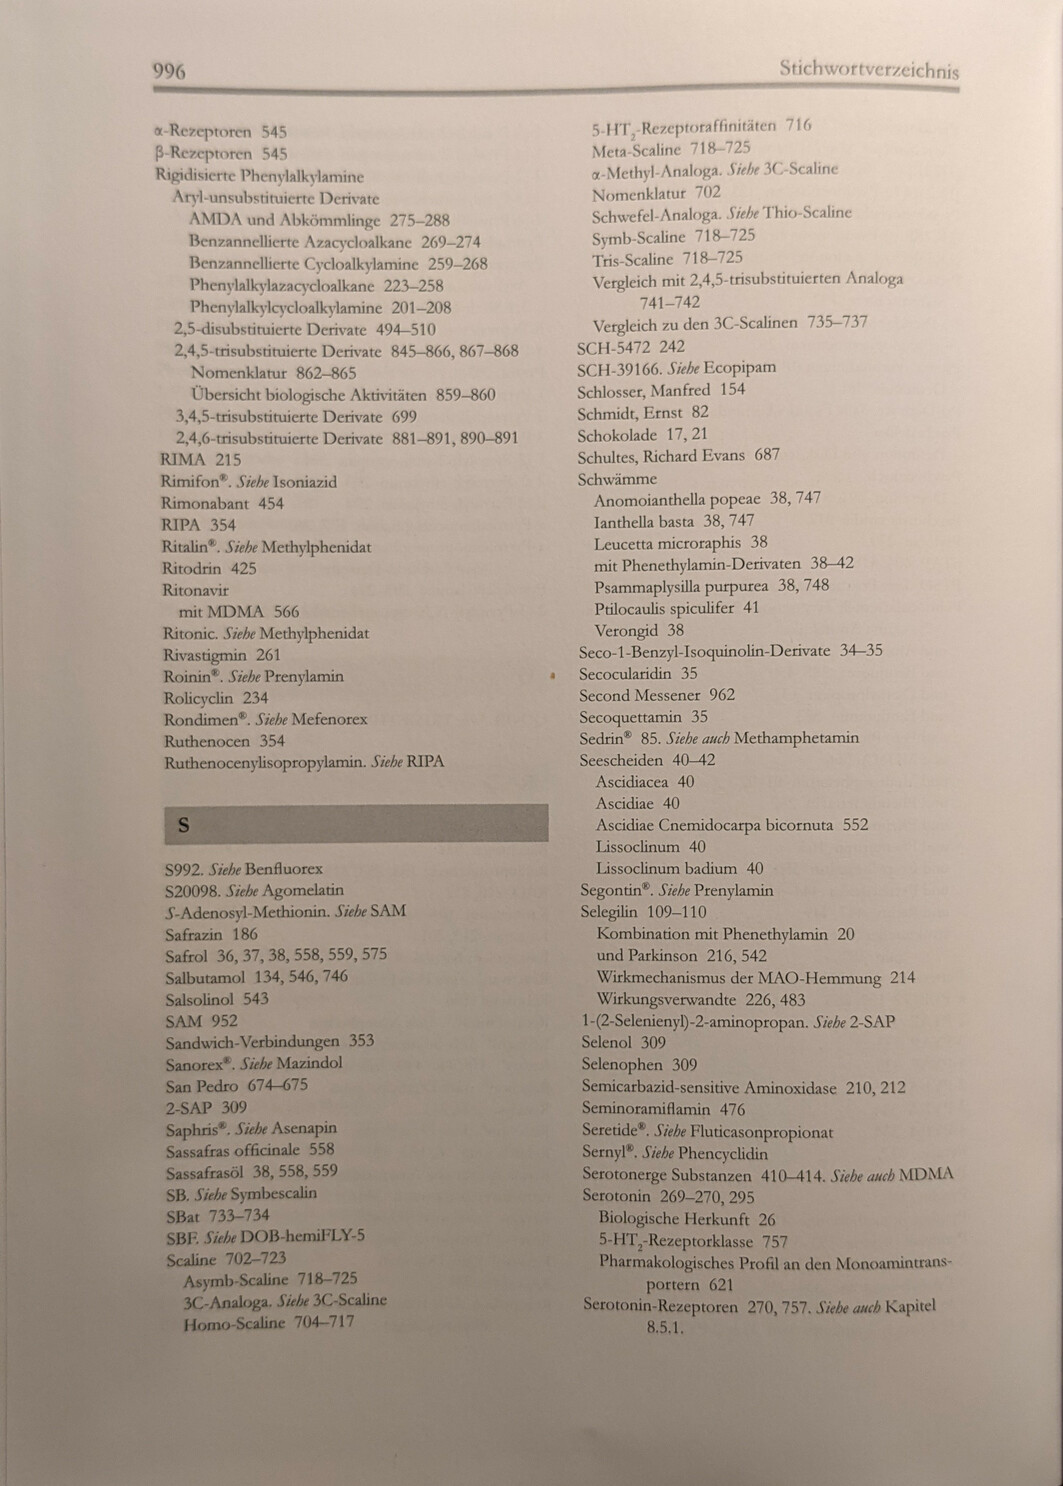 996
Stichwortverzeichnis
α-Rezeptoren 545
β-Rezeptoren 545
Rigidisierte Phenylalkylamine
Aryl-unsubstituierte Derivate
AMDA und Abkömmlinge 275–288
Benzannellierte Azacycloalkane 269–274
Benzannellierte Cycloalkylamine 259–268
Phenylalkylazacycloalkane 223–258
Phenylalkylcycloalkylamine 201–208
2,5-disubstituierte Derivate 494–510
2,4,5-trisubstituierte Derivate 845–866, 867–868
Nomenklatur 862–865
Übersicht biologische Aktivitäten 859–860
3,4,5-trisubstituierte Derivate 699
2,4,6-trisubstituierte Derivate 881–891, 890–891
RIMA 215
Rimifon®. Siehe Isoniazid
Rimonabant 454
RIPA 354
Ritalin®. Siehe Methylphenidat
Ritodrin 425
Ritonavir
mit MDMA 566
Ritonic. Siehe Methylphenidat
Rivastigmin 261
Roinin®. Siehe Prenylamin
Rolicyclin 234
Rondimen®. Siehe Mefenorex
Ruthenocen 354
Ruthenocenylisopropylamin. Siehe RIPA
S
S992. Siehe Benfluorex
S20098. Siehe Agomelatin
S-Adenosyl-Methionin. Siehe SAM
Safrazin 186
Safrol 36, 37, 38, 558, 559, 575
Salbutamol 134, 546, 746
Salsolinol 543
SAM 952
Sandwich-Verbindungen 353
Sanorex®. Siehe Mazindol
San Pedro 674–675
2-SAP 309
Saphris®. Siehe Asenapin
Sassafras officinale 558
Sassafrasöl 38, 558, 559
SB. Siehe Symbescalin
SBat 733–734
SBF. Siehe DOB-hemiFLY-5
Scaline 702–723
Asymb-Scaline 718–725
3C-Analoga. Siehe 3C-Scaline
Homo-Scaline 704–717
5-HT₂-Rezeptoraffinitäten 716
Meta-Scaline 718–725
α-Methyl-Analoga. Siehe 3C-Scaline
Nomenklatur 702
Schwefel-Analoga. Siehe Thio-Scaline
Symb-Scaline 718–725
Tris-Scaline 718–725
Vergleich mit 2,4,5-trisubstituierten Analoga
741–742
Vergleich zu den 3C-Scalinen 735–737
SCH-5472 242
SCH-39166. Siehe Ecopipam
Schlosser, Manfred 154
Schmidt, Ernst 82
Schokolade 17, 21
Schultes, Richard Evans 687
Schwämme
Anomoianthella popeae 38, 747
Ianthella basta 38, 747
Leucetta microraphis 38
mit Phenethylamin-Derivaten 38–42
Psammaplysilla purpurea 38, 748
Ptilocaulis spiculifer 41
Verongid 38
Seco-1-Benzyl-Isoquinolin-Derivate 34–35
Secocularidin 35
Second Messener 962
Secoquettamin 35
Sedrin® 85. Siehe auch Methamphetamin
Seescheiden 40–42
Ascidiacea 40
Ascidiae 40
Ascidiae Cnemidocarpa bicornuta 552
Lissoclinum 40
Lissoclinum badium 40
Segontin®. Siehe Prenylamin
Selegilin 109–110
Kombination mit Phenethylamin 20
und Parkinson 216, 542
Wirkmechanismus der MAO-Hemmung 214
Wirkungsverwandte 226, 483
1-(2-Selenienyl)-2-aminopropan. Siehe 2-SAP
Selenol 309
Selenophen 309
Semicarbazid-sensitive Aminoxidase 210, 212
Seminoramiflamin 476
Seretide®. Siehe Fluticasonpropionat
Sernyl®. Siehe Phencyclidin
Serotonerge Substanzen 410–414. Siehe auch MDMA
Serotonin 269–270, 295
Biologische Herkunft 26
5-HT₂-Rezeptorklasse 757
Pharmakologisches Profil an den Monoamintrans-
portern 621
Serotonin-Rezeptoren 270, 757. Siehe auch Kapitel
8.5.1.